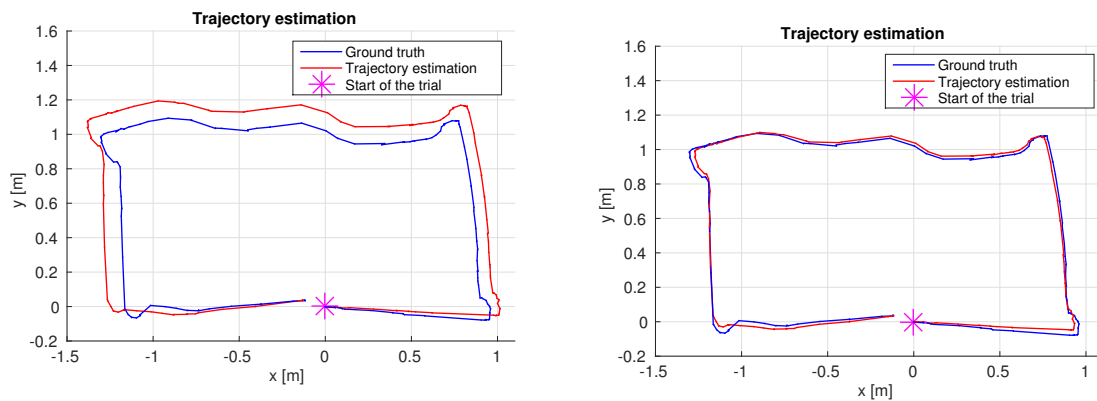 Trajectory estimation
1.6
1.4
1.2
1
0.8
0.6
0.4
0.2
0
-0.2
y [m]
-1.5 -1 -0.5 0 0.5 1
x [m]
Ground truth
Trajectory estimation
Start of the trial
Trajectory estimation
1.6
1.4
1.2
1
0.8
0.6
0.4
0.2
0
-0.2
y [m]
-1.5 -1 -0.5 0 0.5 1
x [m]
Ground truth
Trajectory estimation
Start of the trial